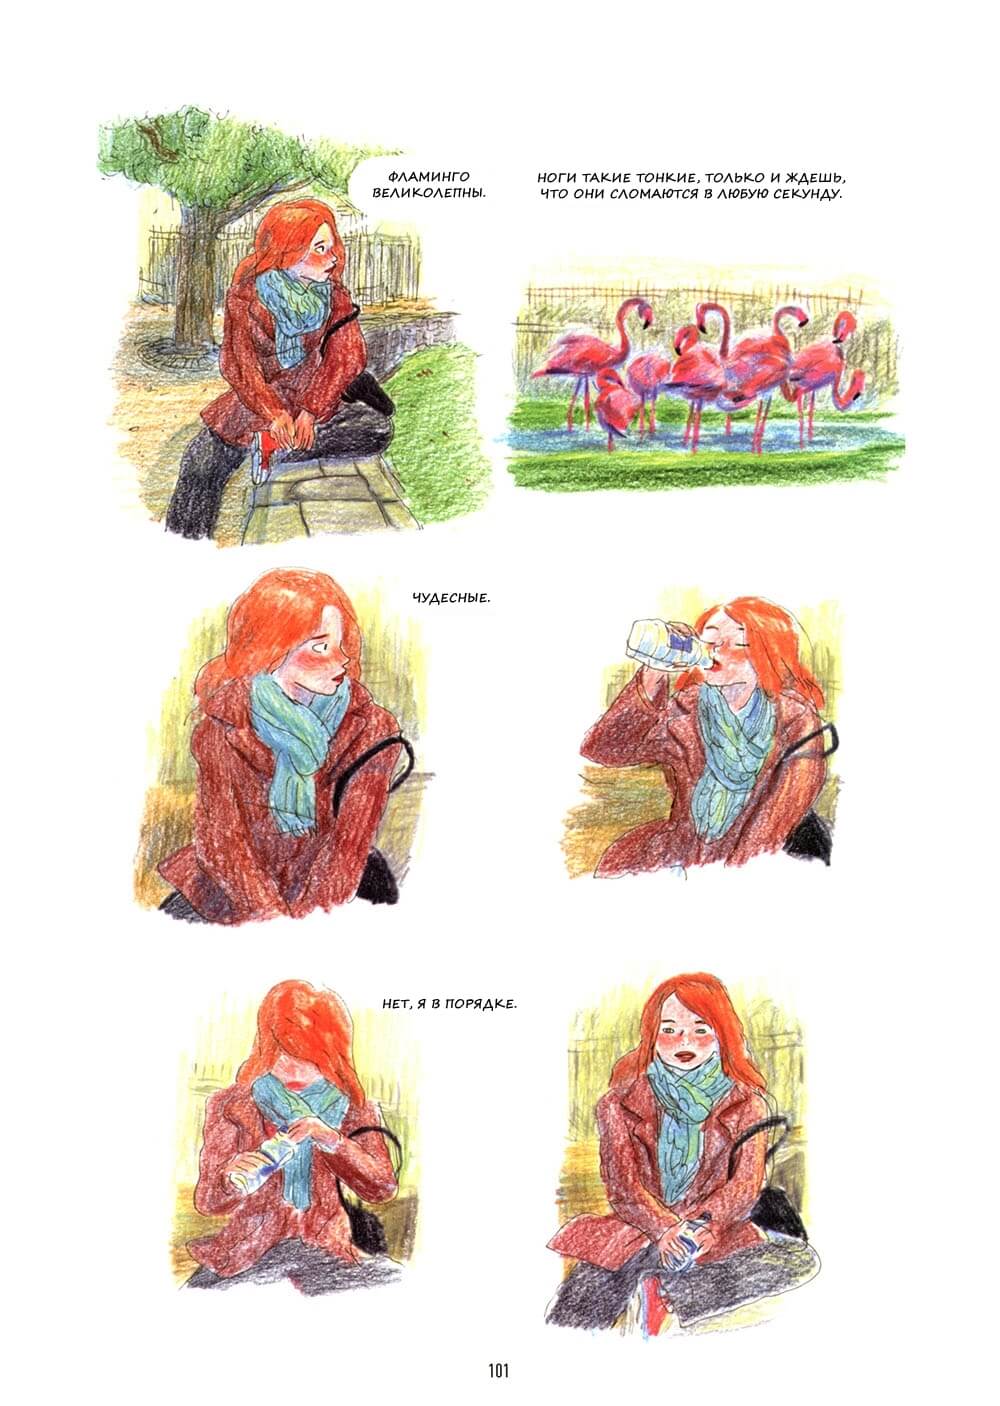 ФЛАМИНГО
ВЕЛИКОЛЕПНЫ.
НОГИ ТАКИЕ ТОНКИЕ, ТОЛЬКО И ЖДЕШЬ,
ЧТО ОНИ СЛОМАЮТСЯ В ЛЮБУЮ СЕКУНДУ.
ЧУДЕСНЫЕ.
НЕТ, Я В ПОРЯДКЕ.
101